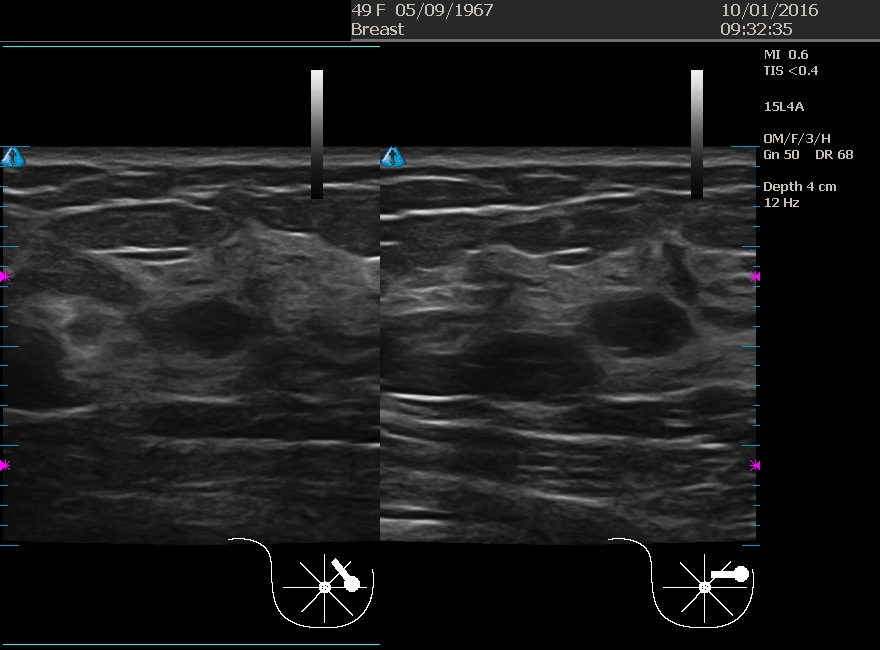 49 F 05/09/1967 10/01/2016
Breast 09:32:35
MI 0.6
TIS <0.4
15L4A
OM/F/3/H
Gn 50 DR 68
Depth 4 cm
12 Hz